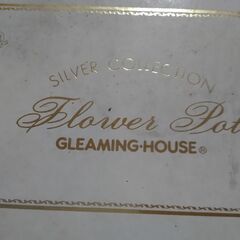 SILVER COLLECTION
Flower Pot
GLEAMING·HOUSE®